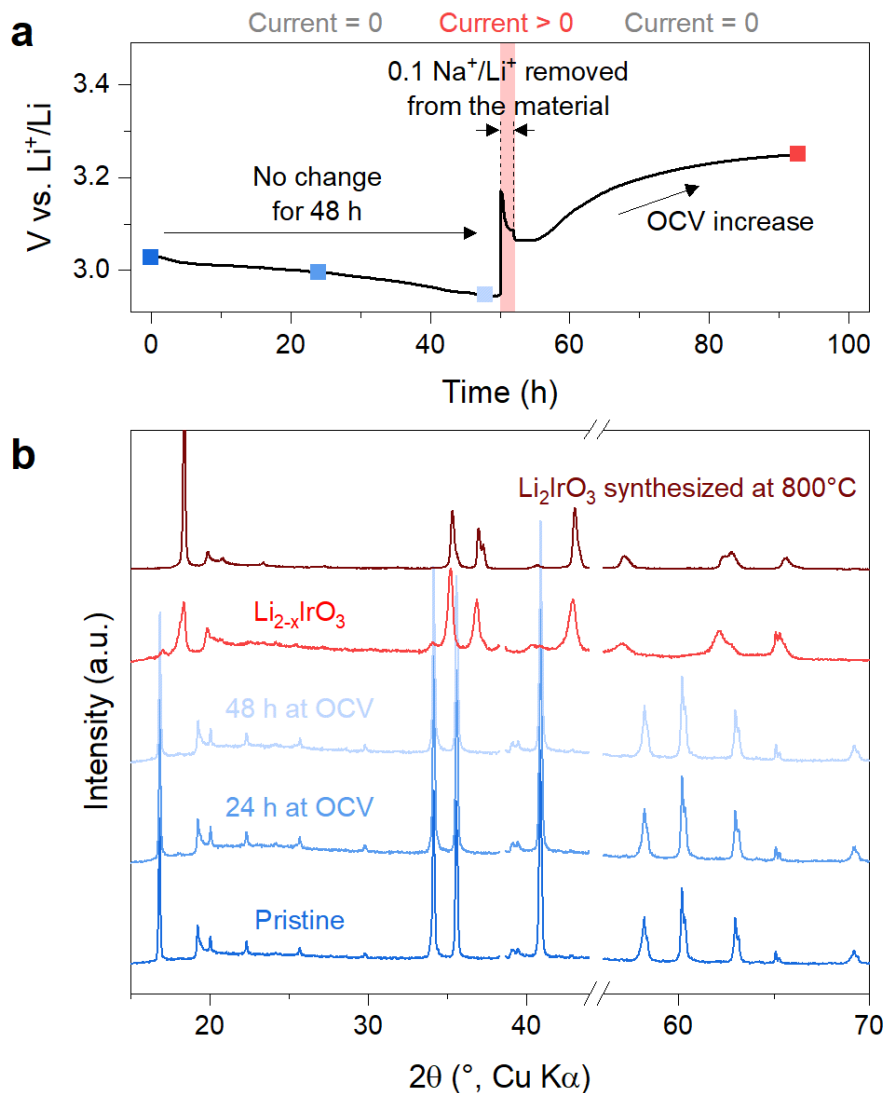 a
Current = 0 Current > 0 Current = 0
0.1 Na⁺/Li⁺ removed
from the material
No change
for 48 h
OCV increase
V vs. Li⁺/Li
3.4
3.2
3.0
0 20 40 60 80 100
Time (h)
b
Li₂IrO₃ synthesized at 800°C
Li₂₋ₓIrO₃
48 h at OCV
24 h at OCV
Pristine
Intensity (a.u.)
20 30 40 60 70
2θ (°, Cu Kα)